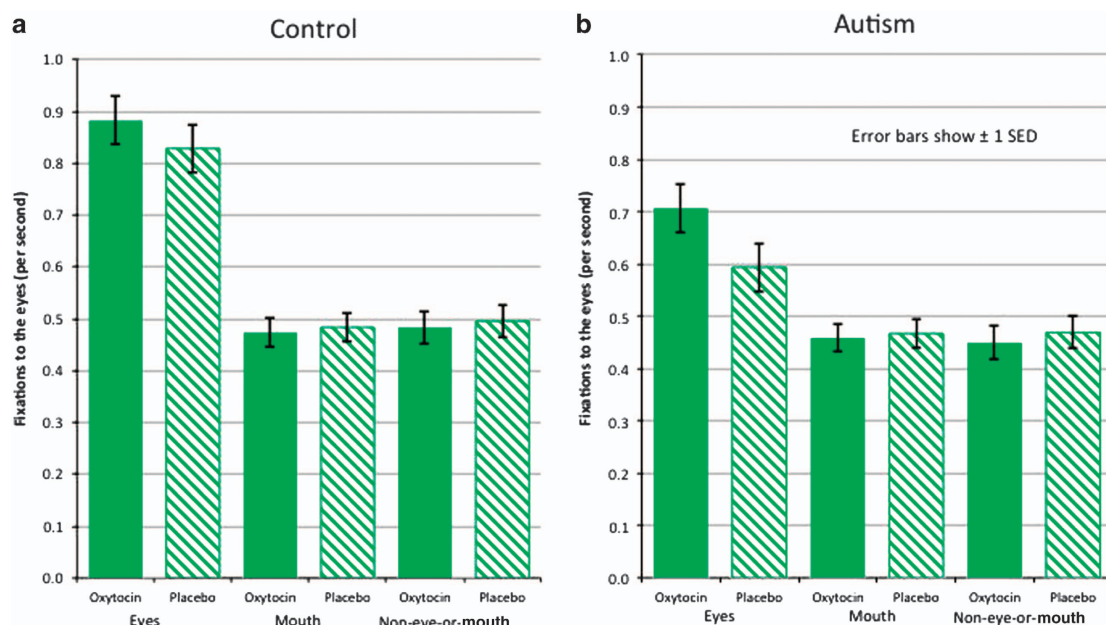 a
Control
Fixations to the eyes (per second)
1.0
0.9
0.8
0.7
0.6
0.5
0.4
0.3
0.2
0.1
0.0
Oxytocin Placebo Oxytocin Placebo Oxytocin Placebo
Eyes Mouth Non-eye-or-mouth
b
Autism
Error bars show ± 1 SED
Fixations to the eyes (per second)
1.0
0.9
0.8
0.7
0.6
0.5
0.4
0.3
0.2
0.1
0.0
Oxytocin Placebo Oxytocin Placebo Oxytocin Placebo
Eyes Mouth Non-eye-or-mouth